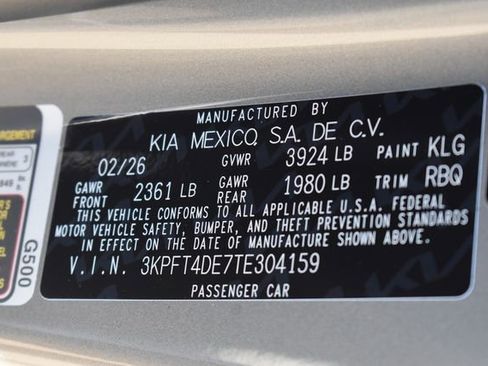 MANUFACTURED BY
KIA MEXICO, S.A. DE C.V.
02/26 GVWR 3924 LB PAINT KLG
GAWR FRONT 2361 LB GAWR REAR 1980 LB TRIM RBQ
THIS VEHICLE CONFORMS TO ALL APPLICABLE U.S.A. FEDERAL
MOTOR VEHICLE SAFETY, BUMPER, AND THEFT PREVENTION STANDARDS
IN EFFECT ON THE DATE OF MANUFACTURE SHOWN ABOVE.
V.I.N. 3KPFT4DE7TE304159
PASSENGER CAR
G500